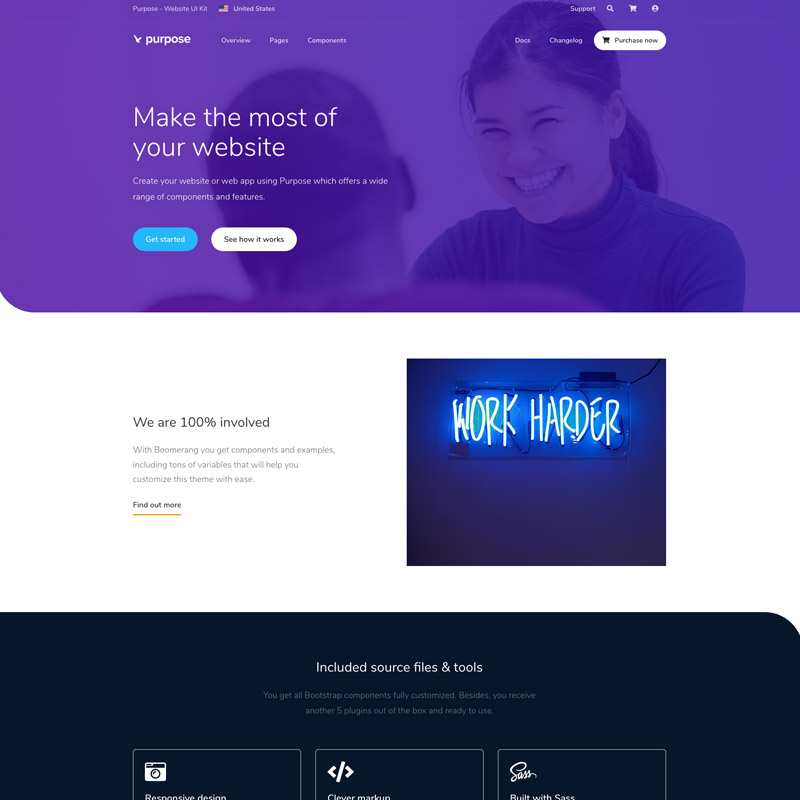 Purpose - Website UI Kit United States Support
purpose Overview Pages Components Docs Changelog Purchase now
Make the most of
your website
Create your website or web app using Purpose which offers a wide
range of components and features.
Get started See how it works
We are 100% involved
With Boomerang you get components and examples,
including tons of variables that will help you
customize this theme with ease.
Find out more
WORK HARDER
Included source files & tools
You get all Bootstrap components fully customized. Besides, you receive
another 5 plugins out of the box and ready to use.
Sass
Responsive design Clever markup Built with Sass